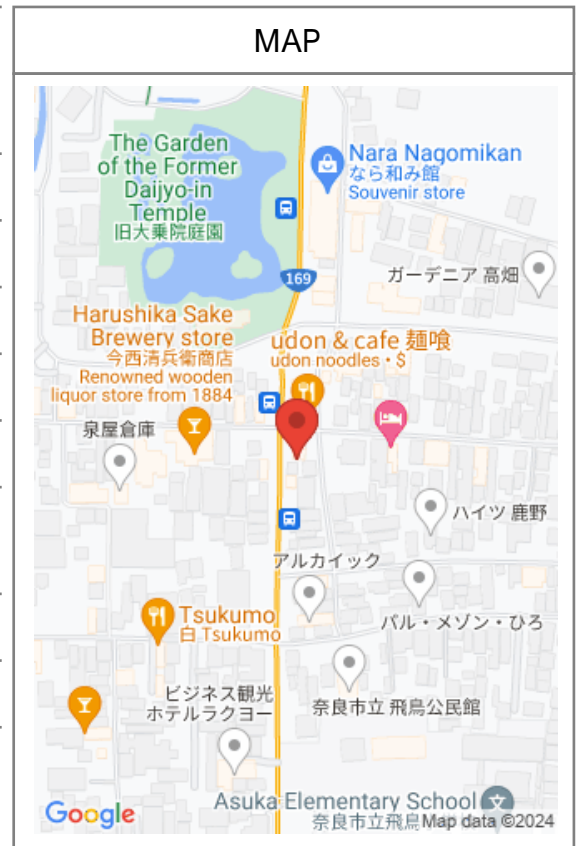 MAP
The Garden
of the Former
Daijyo-in
Temple
旧大乗院庭園
Nara Nagomikan
なら和み館
Souvenir store
169
ガーデニア 高畑
Harushika Sake
Brewery store
今西清兵衛商店
Renowned wooden
liquor store from 1884
udon & cafe 麺喰
udon noodles • $
泉屋倉庫
ハイツ 鹿野
アルカイック
Tsukumo
白 Tsukumo
パル・メゾン・ひろ
ビジネス観光
ホテルラクヨー
奈良市立 飛鳥公民館
Asuka Elementary School
文
奈良市立飛鳥
Google
Map data ©2024